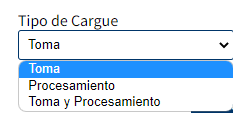 Tipo de Cargue
Toma
Toma
Procesamiento
Toma y Procesamiento